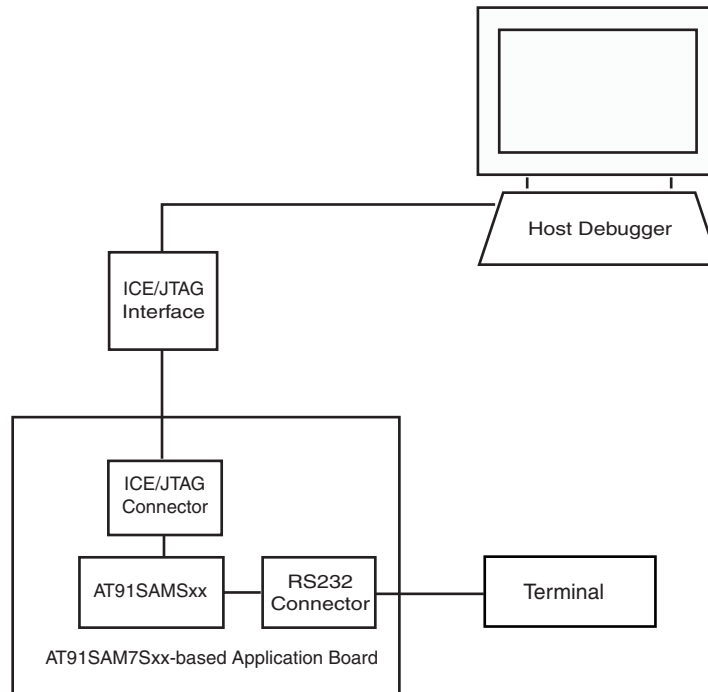 Host Debugger
ICE/JTAG
Interface
ICE/JTAG
Connector
AT91SAMSxx
RS232
Connector
Terminal
AT91SAM7Sxx-based Application Board